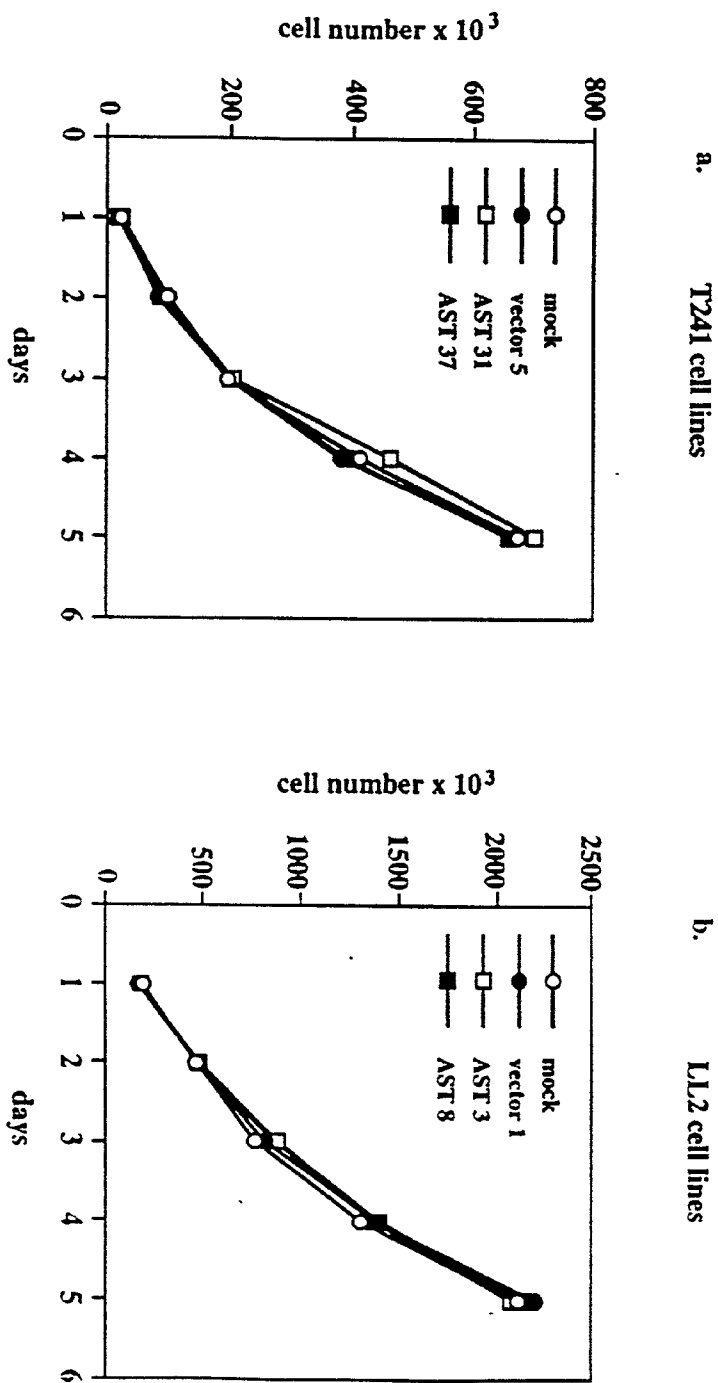 a.
T241 cell lines
cell number x 10³
800
600
400
200
0
mock
vector 5
AST 31
AST 37
0 1 2 3 4 5 6
days
b.
LL2 cell lines
cell number x 10³
2500
2000
1500
1000
500
0
mock
vector 1
AST 3
AST 8
0 1 2 3 4 5 6
days